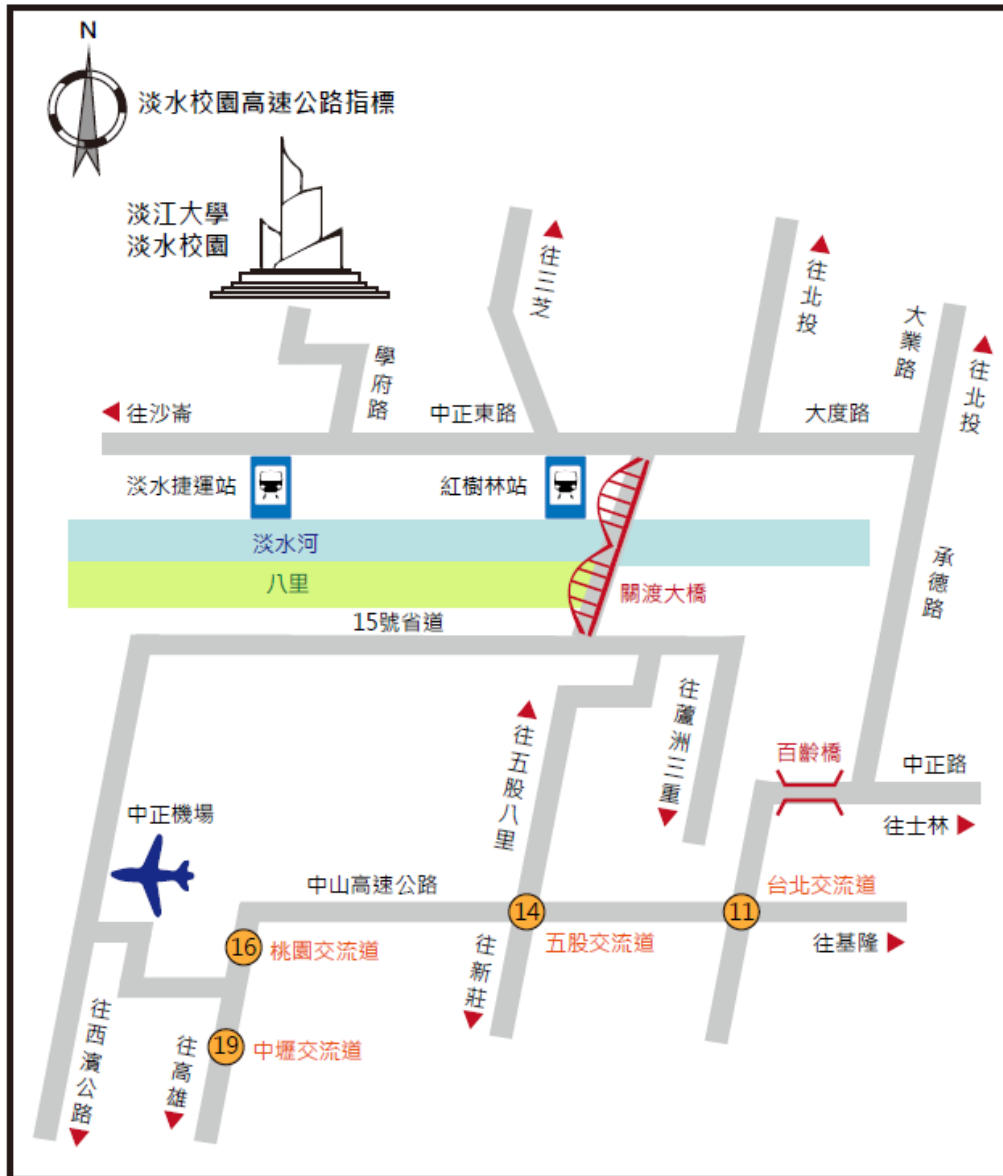 N
淡水校園高速公路指標
淡江大學
淡水校園
往三芝
往北投
大業路
往北投
學府路
往沙崙
中正東路
大度路
淡水捷運站
紅樹林站
淡水河
八里
關渡大橋
承德路
15號省道
往五股八里
往蘆洲三重
百齡橋
中正路
往士林
中正機場
中山高速公路
台北交流道
14
11
五股交流道
往基隆
16
桃園交流道
往新莊
19
中壢交流道
往西濱公路
往高雄